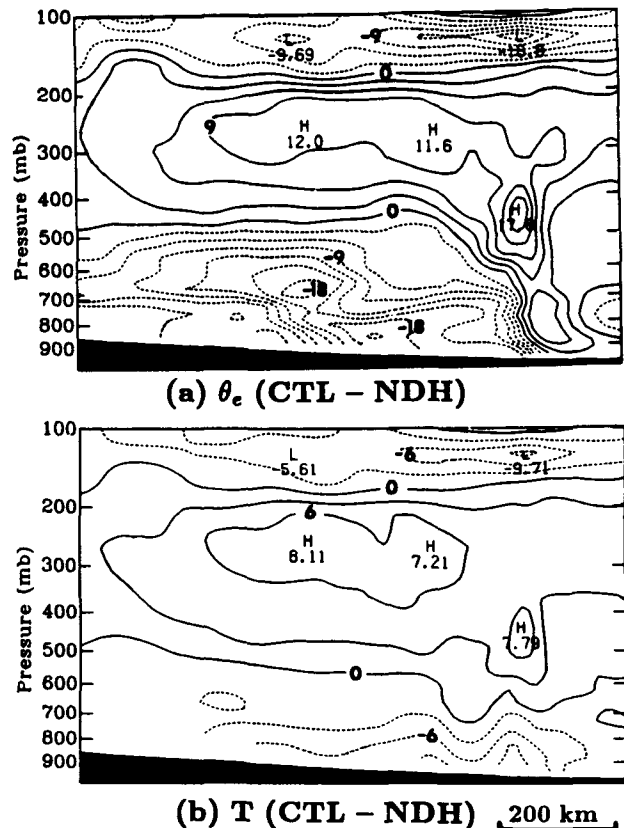 100
200
300
400
500
600
700
800
900
Pressure (mb)
L
-9.69
-9
L
0
9
H
12.0
H
11.6
H
0
-9
-18
-18
(a) θe (CTL – NDH)
100
200
300
400
500
600
700
800
900
Pressure (mb)
L
-5.61
-6
L
-9.71
0
6
H
8.11
H
7.21
H
7.79
0
-6
(b) T (CTL – NDH)
200 km